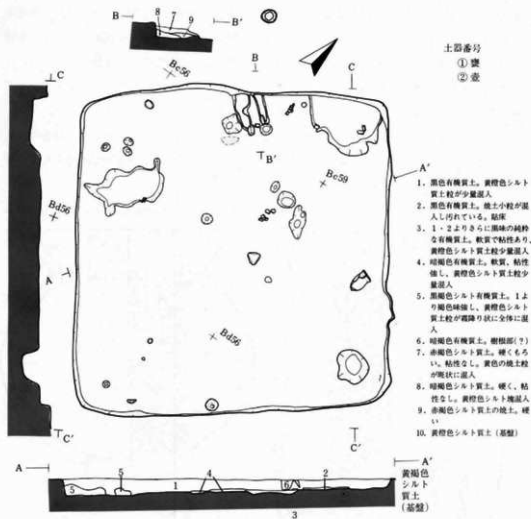 B 8 7 9 B'
Bc56
B
C
土器番号
① 甕
② 壺
C
B'
Bc59
A'
Bd56
A
Bd56
C'
C'
1. 黒色有機質土。黄橙色シルト
質土粒が少量混入
2. 黒色有機質土。焼土小粒が混
入し汚れている。貼床
3. 1・2よりさらに黒味の純粋
な有機質土。軟質で粘性あり、
黄橙色シルト質土粒少量混入
4. 暗褐色有機質土。軟質、粘性
強し、黄橙色シルト質土粒少
量混入
5. 黒褐色シルト有機質土。1よ
り褐色味強し、黄橙色シルト
質土粒が霜降り状に全体に混
入
6. 暗褐色有機質土。樹根部(?)
7. 赤褐色シルト質土。硬くもろ
い。粘性なし。黄色の焼土粒
が斑状に混入
8. 暗褐色シルト質土。硬く、粘
性なし。黄橙色シルト塊混入
9. 赤褐色シルト質土の焼土。硬
い
10. 黄橙色シルト質土(基盤)
A 5 5 1 4 6 2 A'
3
黄褐色
シルト
質土
(基盤)